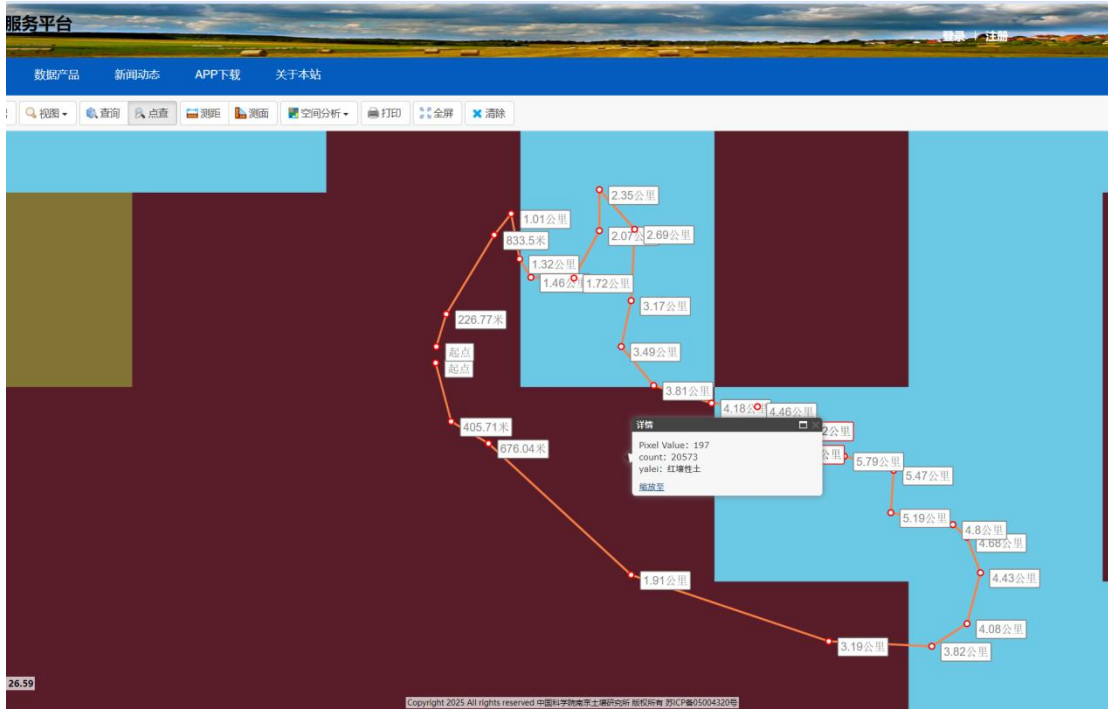 服务平台
登录 | 注册
数据产品 新闻动态 APP下载 关于本站
视图 查询 点查 测距 测面 空间分析 打印 全屏 清除
2.35公里
1.01公里
833.5米
2.07公
2.69公里
1.32公里
1.46公
1.72公里
3.17公里
226.77米
起点
3.49公里
起点
3.81公里
4.18公
4.46公里
405.71米
详情
2公里
676.04米
Pixel Value: 197
count: 20573
yalei: 红壤性土
缩放至
公里
5.79公里
5.47公里
5.19公里
4.8公里
4.68公里
1.91公里
4.43公里
4.08公里
3.19公里
3.82公里
26.59
Copyright 2025 All rights reserved 中国科学院南京土壤研究所 版权所有 苏ICP备05004320号